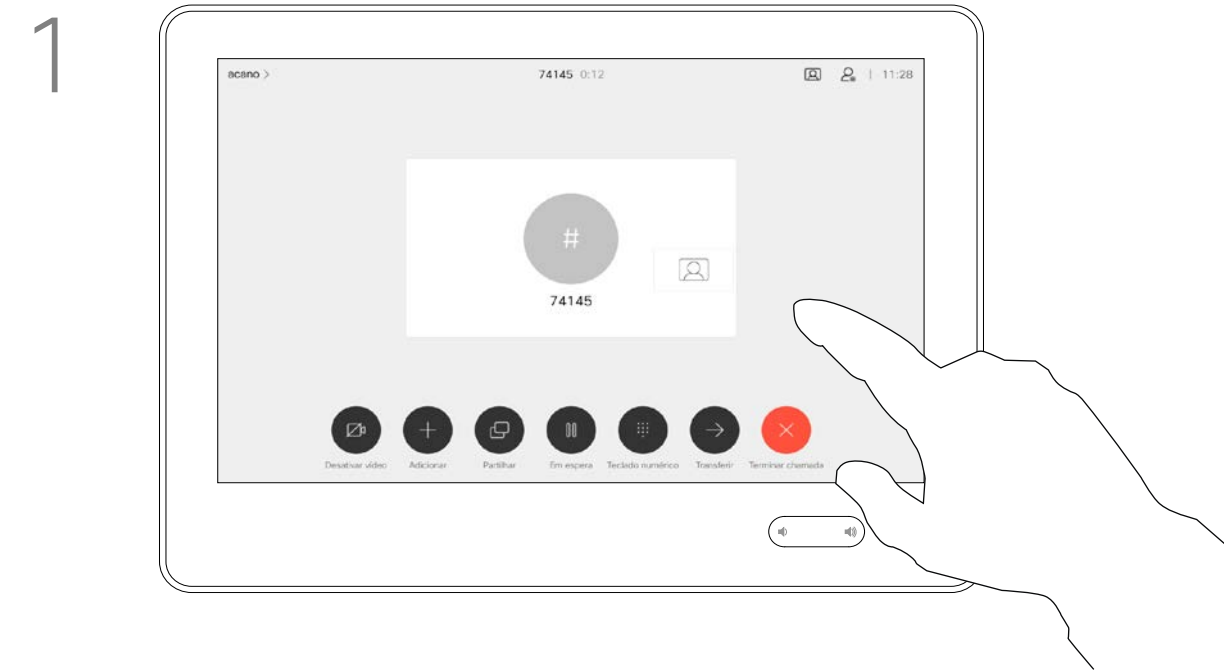 1
acano >
74145 0:12
| 11:28
#
74145
Desativar vídeo
Adicionar
Partilhar
Em espera
Teclado numérico
Transferir
Terminar chamada